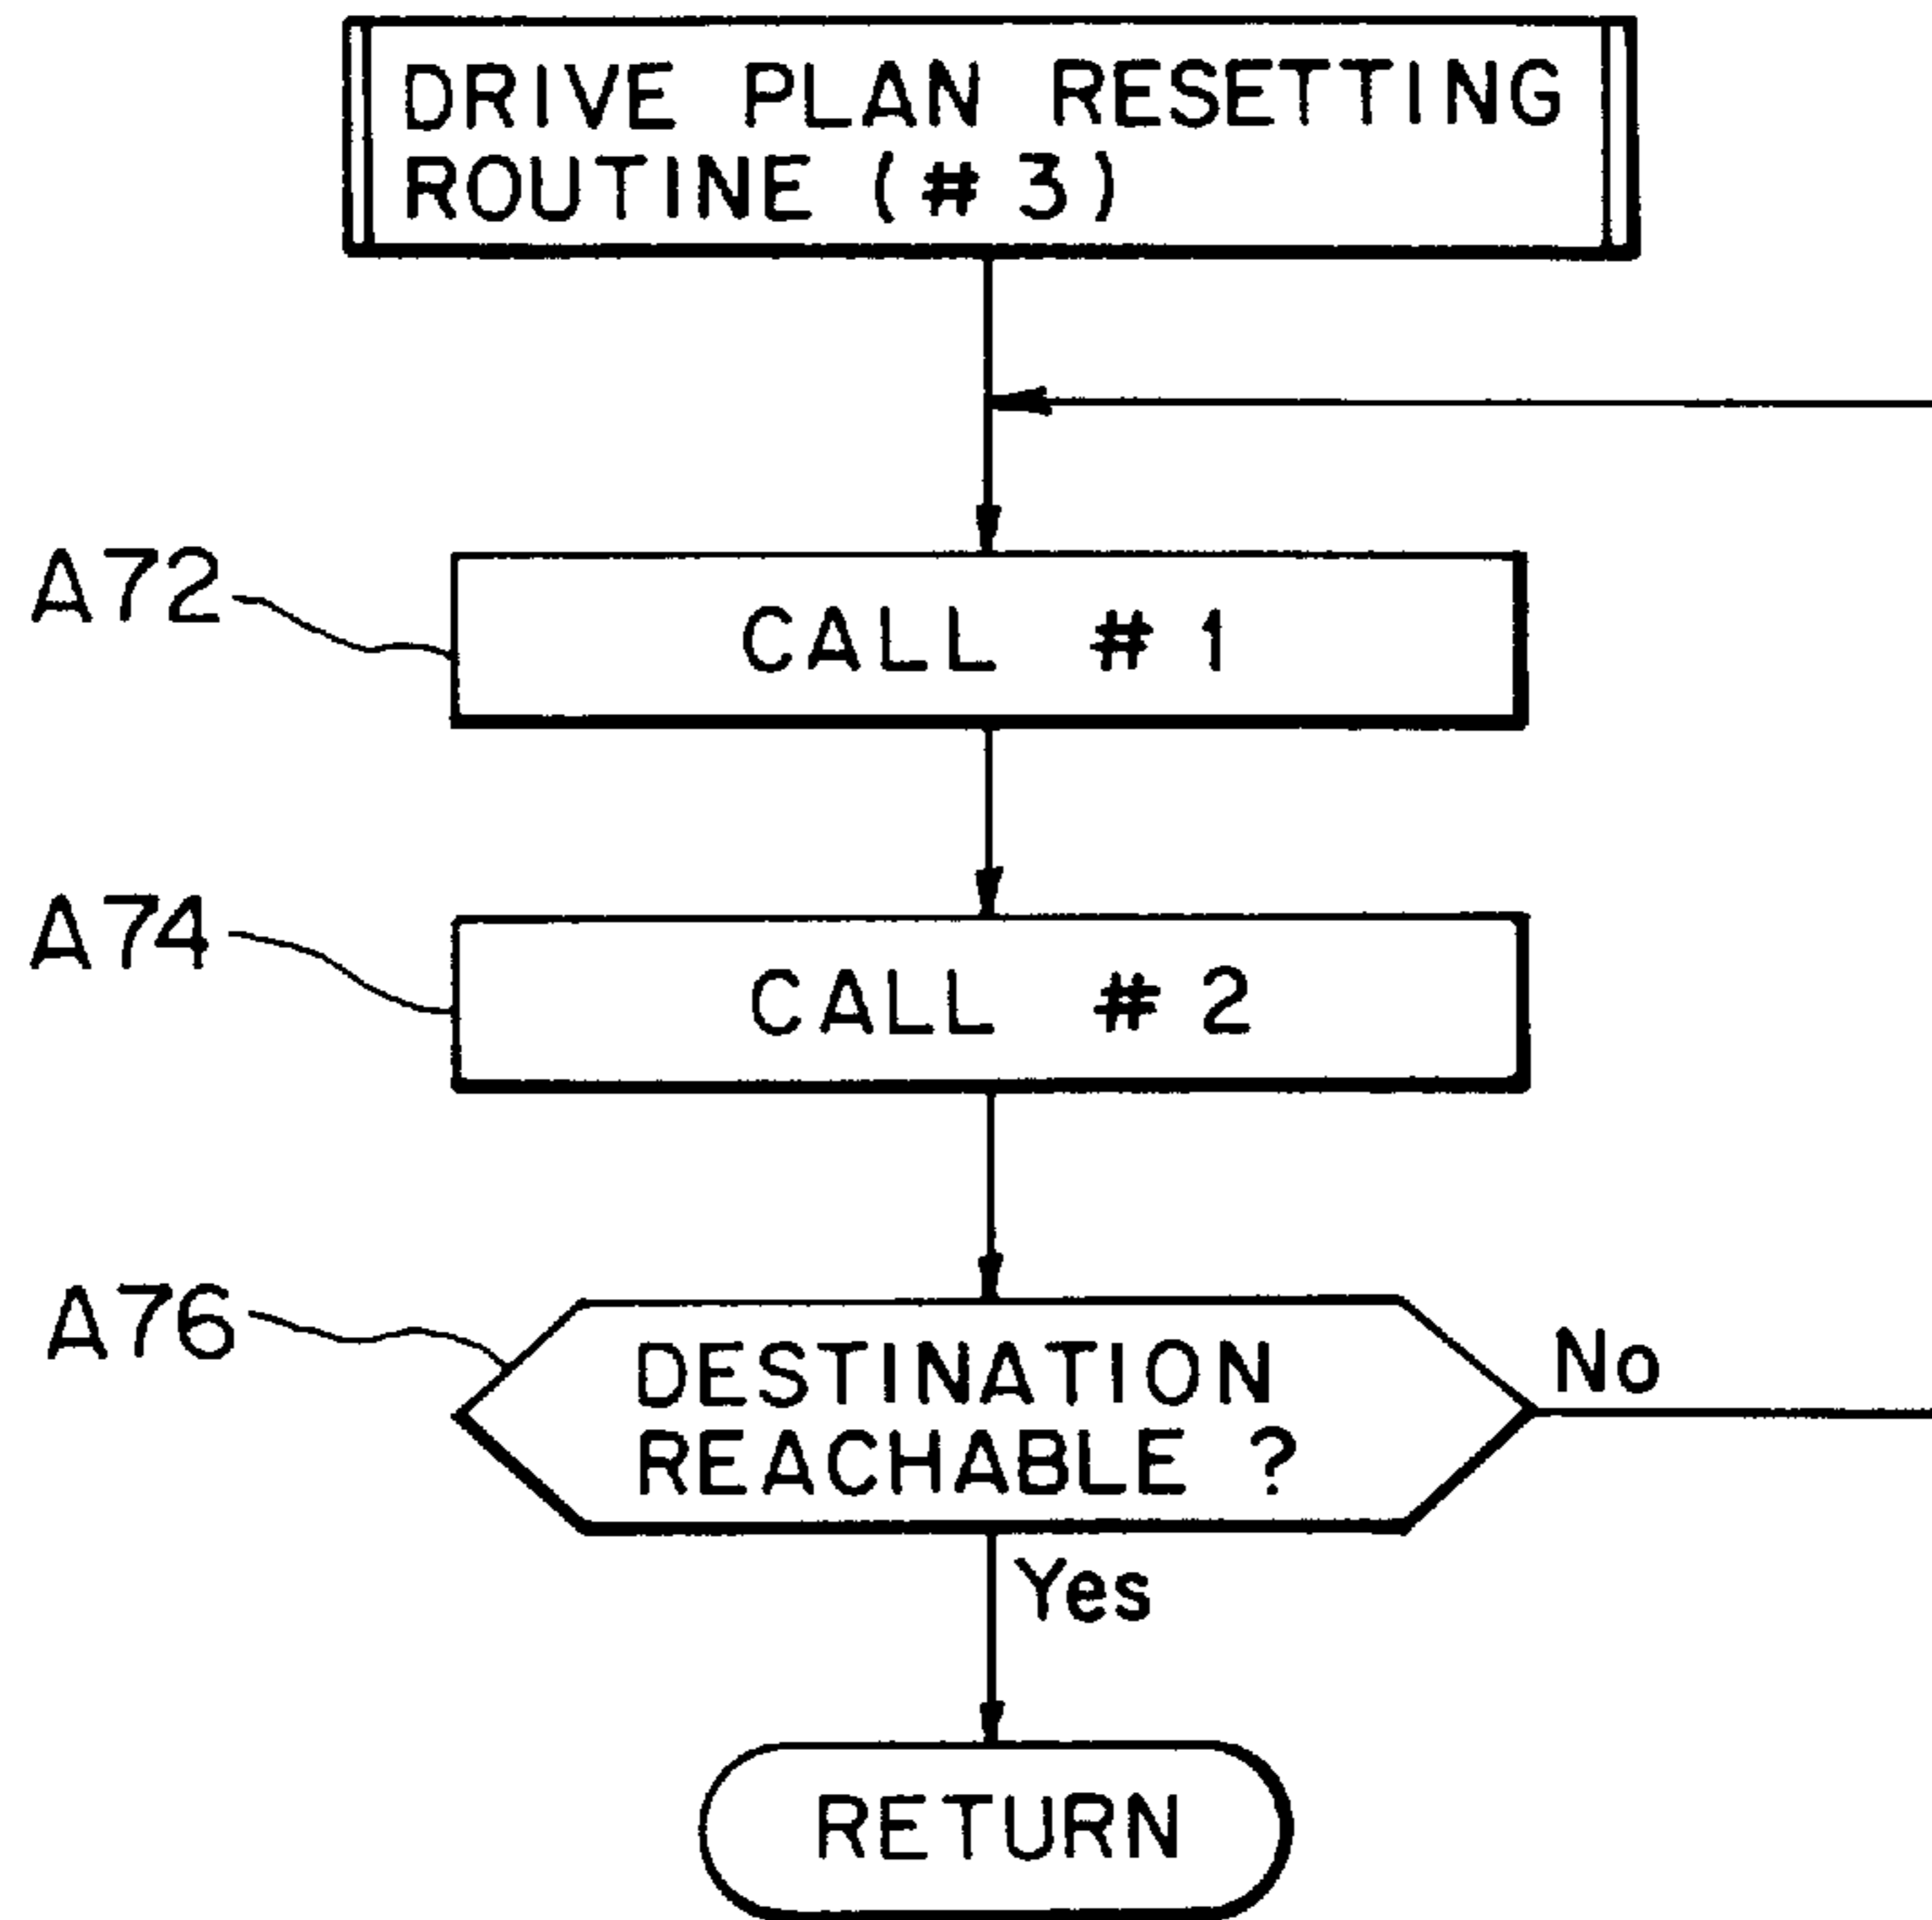 DRIVE PLAN RESETTING
ROUTINE (#3)
A72
CALL #1
A74
CALL #2
A76
DESTINATION
REACHABLE ?
No
Yes
RETURN